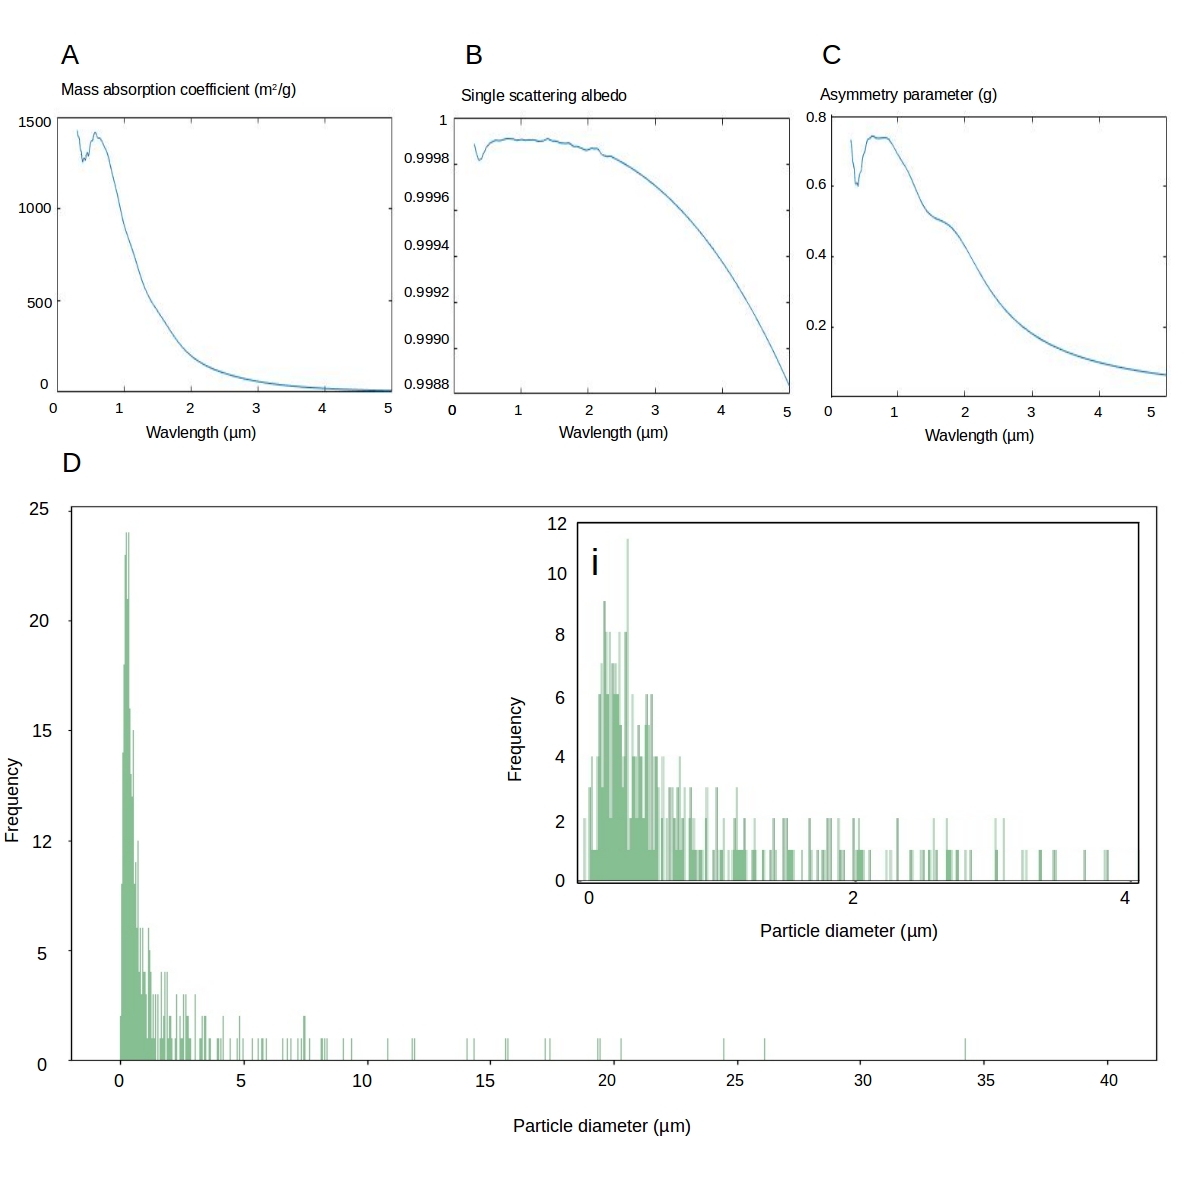 A
B
C
Mass absorption coefficient (m²/g)
Single scattering albedo
Asymmetry parameter (g)
1500
1000
500
0
0 1 2 3 4 5
Wavlength (µm)
1
0.9998
0.9996
0.9994
0.9992
0.9990
0.9988
0 1 2 3 4 5
Wavlength (µm)
0.8
0.6
0.4
0.2
0 1 2 3 4 5
Wavlength (µm)
D
25
20
15
12
5
0
Frequency
0 5 10 15 20 25 30 35 40
Particle diameter (µm)
i
12
10
8
6
4
2
0
Frequency
0 2 4
Particle diameter (µm)